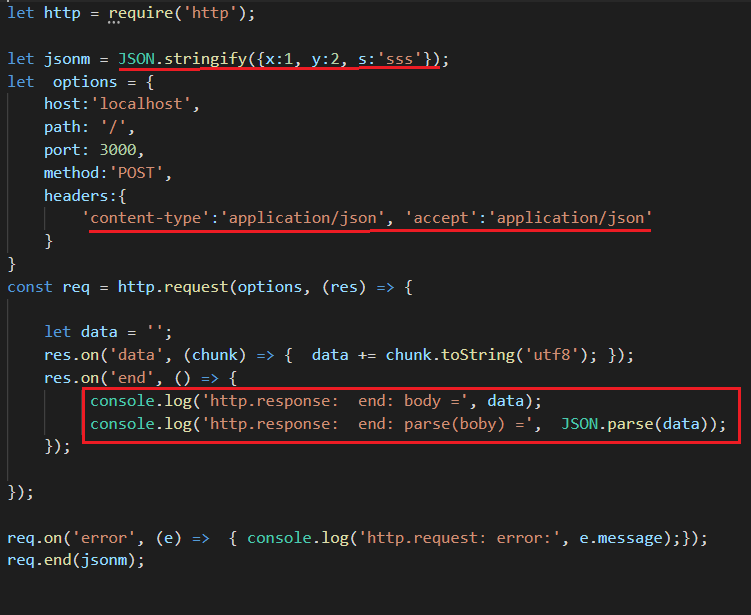 let http = require('http');
let jsonm = JSON.stringify({x:1, y:2, s:'sss'});
let  options = {
    host:'localhost',
    path: '/',
    port: 3000,
    method:'POST',
    headers:{
        'content-type':'application/json', 'accept':'application/json'
    }
}
const req = http.request(options, (res) => {
    let data = '';
    res.on('data', (chunk) => {  data += chunk.toString('utf8'); });
    res.on('end', () => {
        console.log('http.response:  end: body =', data);
        console.log('http.response:  end: parse(boby) =',  JSON.parse(data));
    });
});
req.on('error', (e) =>  { console.log('http.request: error:', e.message);});
req.end(jsonm);